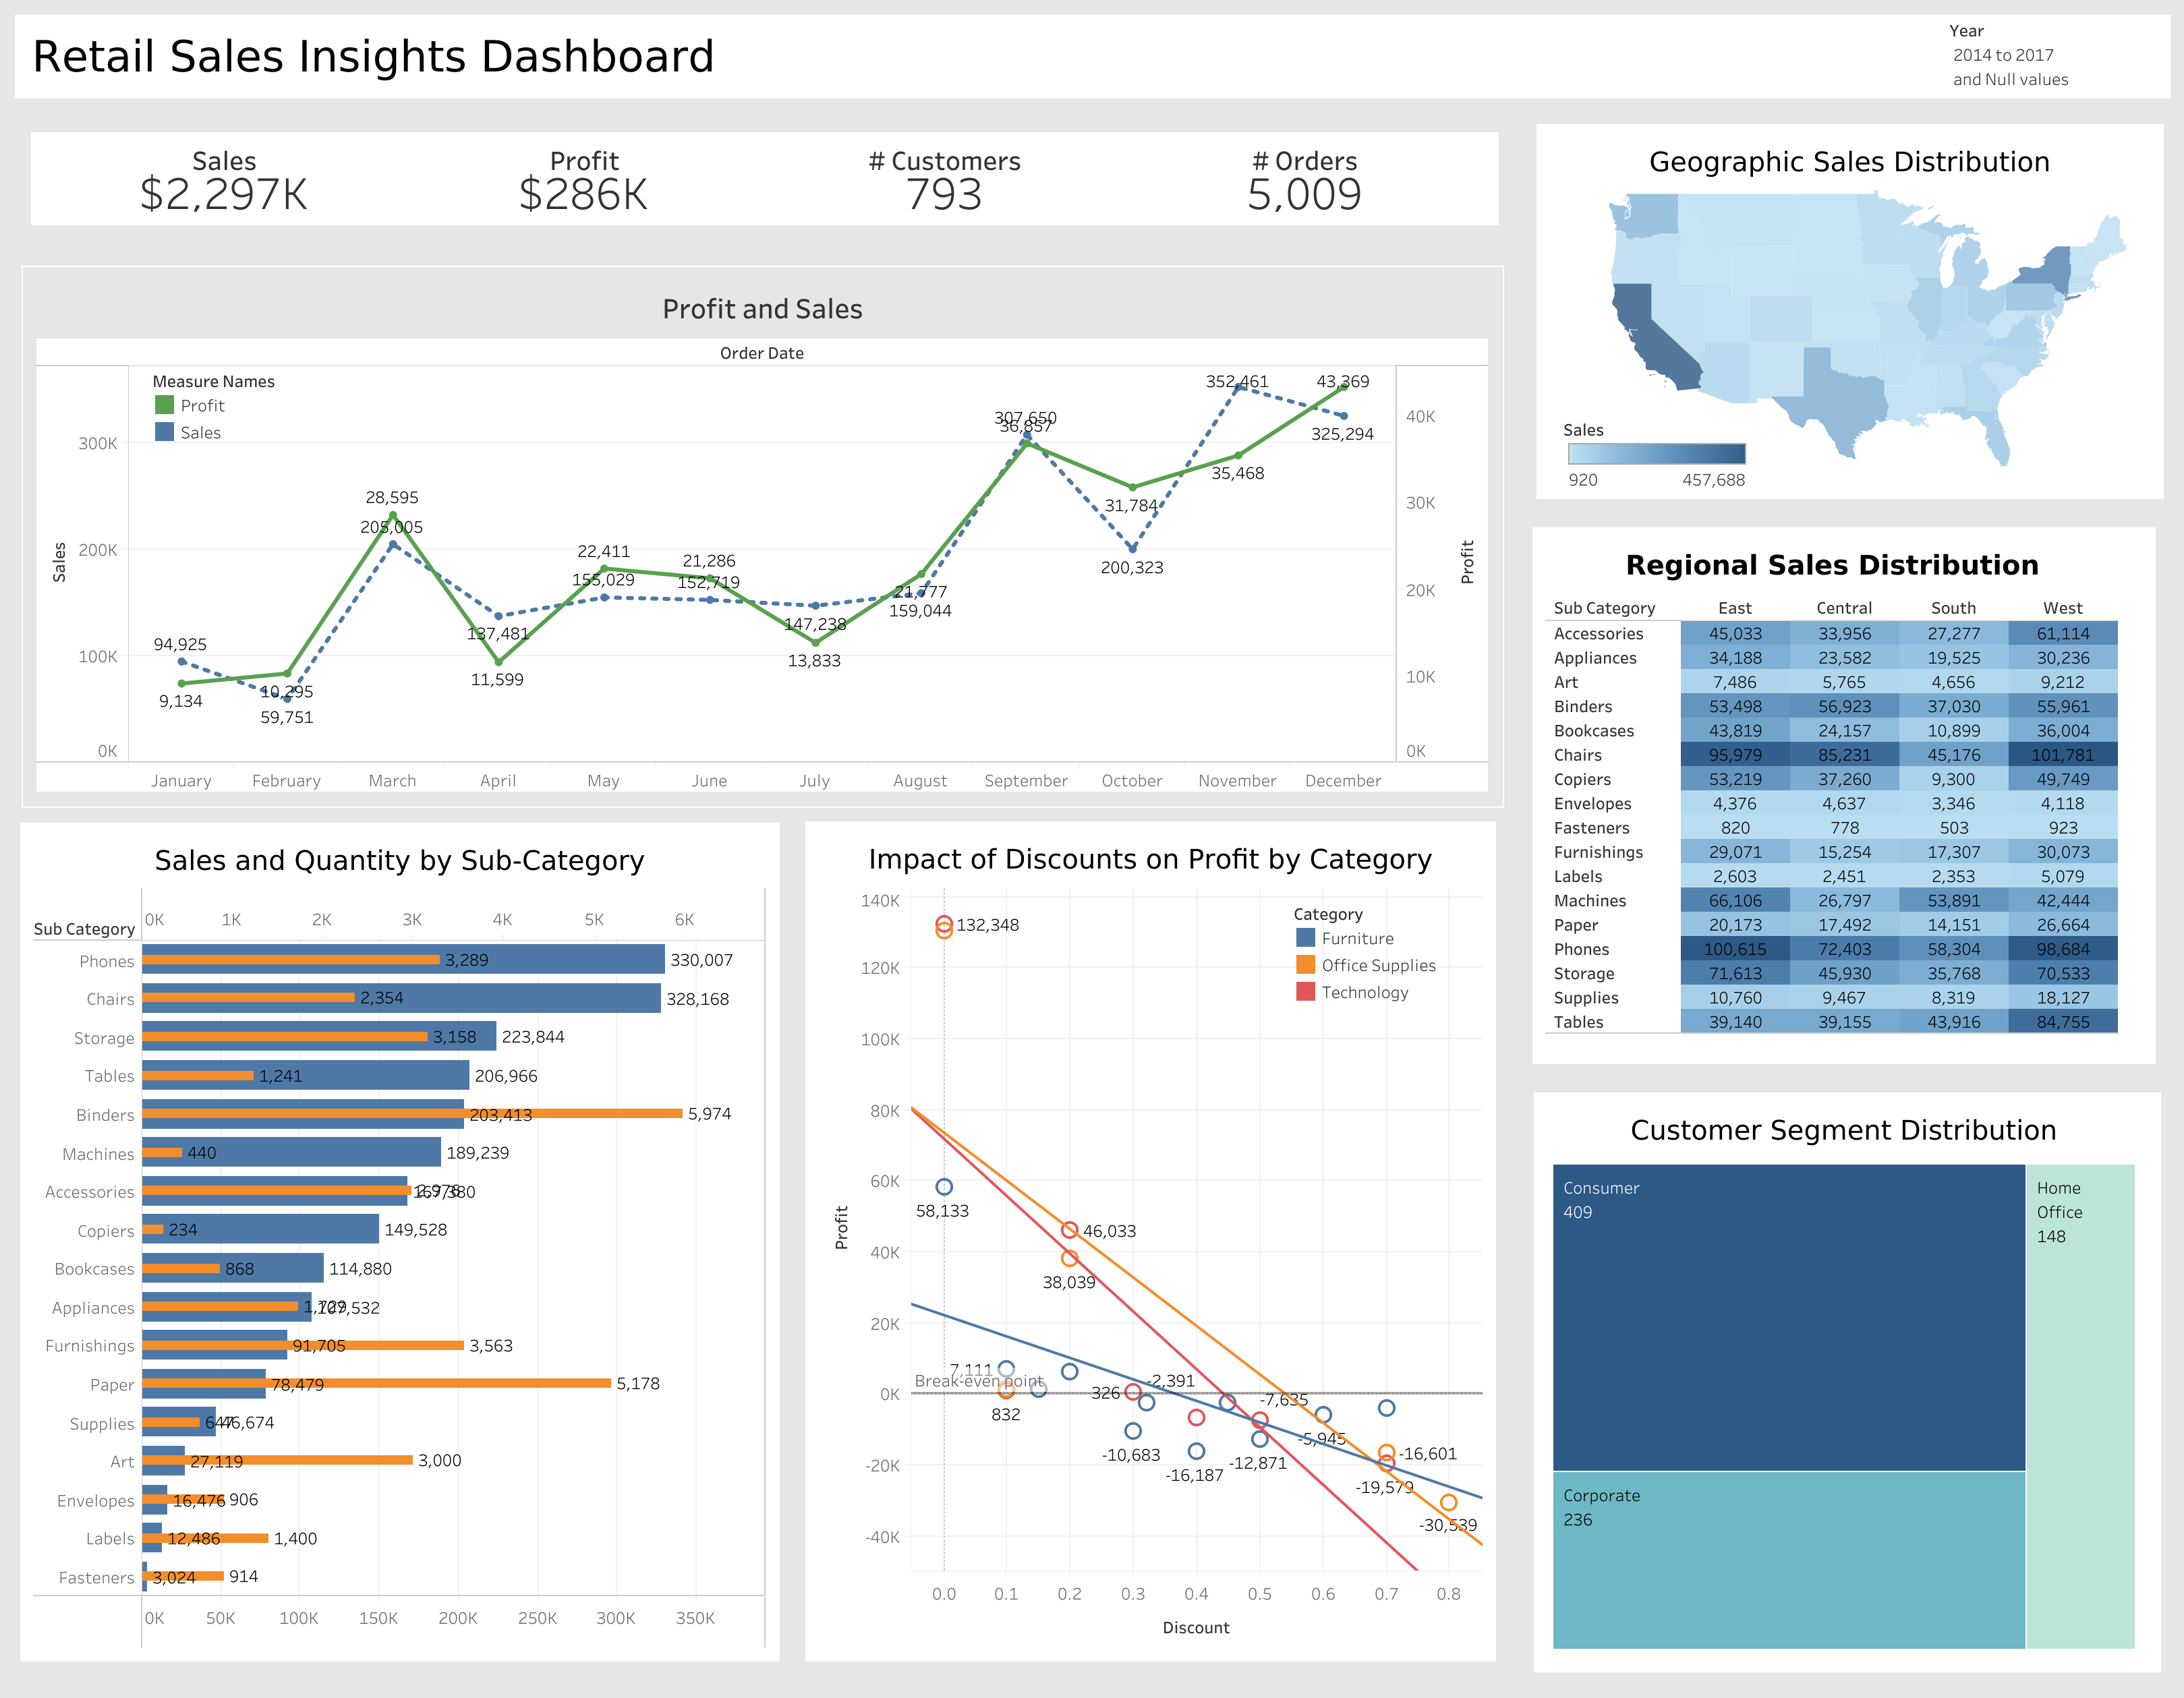 Retail Sales Insights Dashboard
Year
2014 to 2017
and Null values
Sales
$2,297K
Profit
$286K
# Customers
793
# Orders
5,009
Profit and Sales
Order Date
Measure Names
Profit
Sales
Sales
300K
200K
100K
0K
94,925
9,134
10,295
59,751
28,595
205,005
137,481
11,599
22,411
155,029
21,286
152,719
147,238
13,833
21,777
159,044
307,650
36,857
31,784
200,323
352,461
35,468
43,369
325,294
Profit
40K
30K
20K
10K
0K
January February March April May June July August September October November December
Sales and Quantity by Sub-Category
Sub Category
0K 1K 2K 3K 4K 5K 6K
Phones 3,289 330,007
Chairs 2,354 328,168
Storage 3,158 223,844
Tables 1,241 206,966
Binders 203,413 5,974
Machines 440 189,239
Accessories 2,976 167,380
Copiers 234 149,528
Bookcases 868 114,880
Appliances 1,729 107,532
Furnishings 91,705 3,563
Paper 78,479 5,178
Supplies 647 46,674
Art 27,119 3,000
Envelopes 16,476 906
Labels 12,486 1,400
Fasteners 3,024 914
0K 50K 100K 150K 200K 250K 300K 350K
Impact of Discounts on Profit by Category
Category
Furniture
Office Supplies
Technology
Profit
140K
120K
100K
80K
60K
40K
20K
0K
-20K
-40K
132,348
58,133
46,033
38,039
7,111
Break-even point
832
326
-2,391
-10,683
-16,187
-7,635
-12,871
-5,945
-16,601
-19,579
-30,539
0.0 0.1 0.2 0.3 0.4 0.5 0.6 0.7 0.8
Discount
Geographic Sales Distribution
Sales
920 457,688
Regional Sales Distribution
Sub Category East Central South West
Accessories 45,033 33,956 27,277 61,114
Appliances 34,188 23,582 19,525 30,236
Art 7,486 5,765 4,656 9,212
Binders 53,498 56,923 37,030 55,961
Bookcases 43,819 24,157 10,899 36,004
Chairs 95,979 85,231 45,176 101,781
Copiers 53,219 37,260 9,300 49,749
Envelopes 4,376 4,637 3,346 4,118
Fasteners 820 778 503 923
Furnishings 29,071 15,254 17,307 30,073
Labels 2,603 2,451 2,353 5,079
Machines 66,106 26,797 53,891 42,444
Paper 20,173 17,492 14,151 26,664
Phones 100,615 72,403 58,304 98,684
Storage 71,613 45,930 35,768 70,533
Supplies 10,760 9,467 8,319 18,127
Tables 39,140 39,155 43,916 84,755
Customer Segment Distribution
Consumer
409
Corporate
236
Home
Office
148